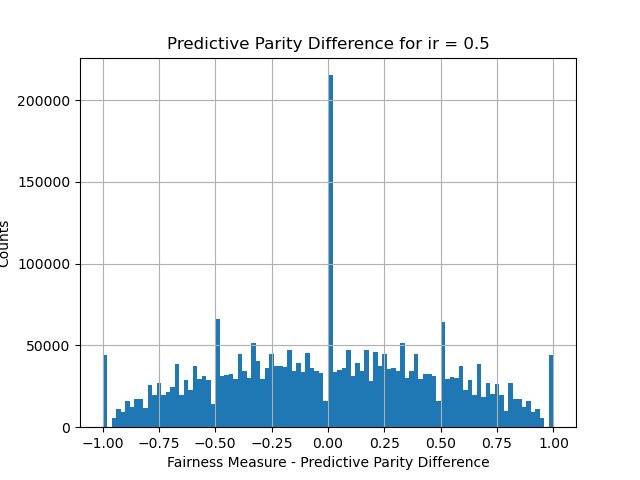 Predictive Parity Difference for ir = 0.5
200000
150000
100000
50000
0
Counts
−1.00 −0.75 −0.50 −0.25 0.00 0.25 0.50 0.75 1.00
Fairness Measure - Predictive Parity Difference